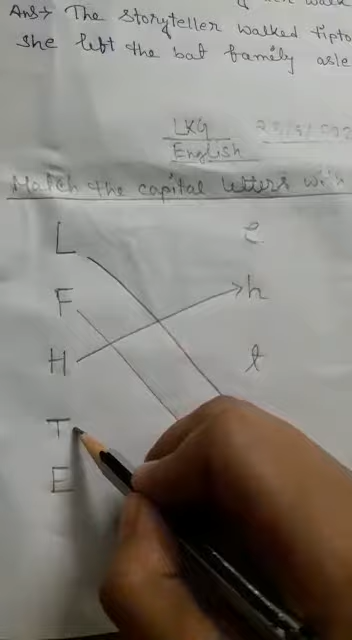 Ans→ The storyteller walked tipto
she left the bat family asle
LKG
English
Match the capital letters with
L e
F h
H t
T
E